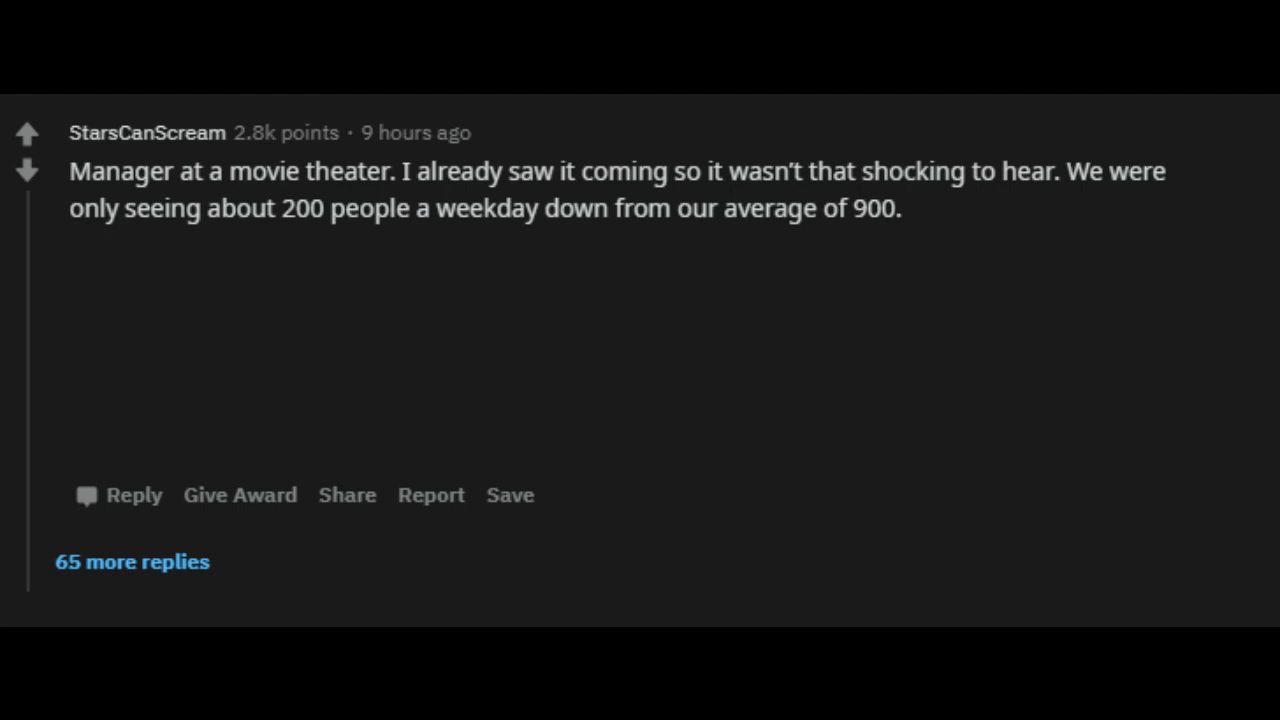 StarsCanScream 2.8k points · 9 hours ago
Manager at a movie theater. I already saw it coming so it wasn’t that shocking to hear. We were
only seeing about 200 people a weekday down from our average of 900.
Reply Give Award Share Report Save
65 more replies